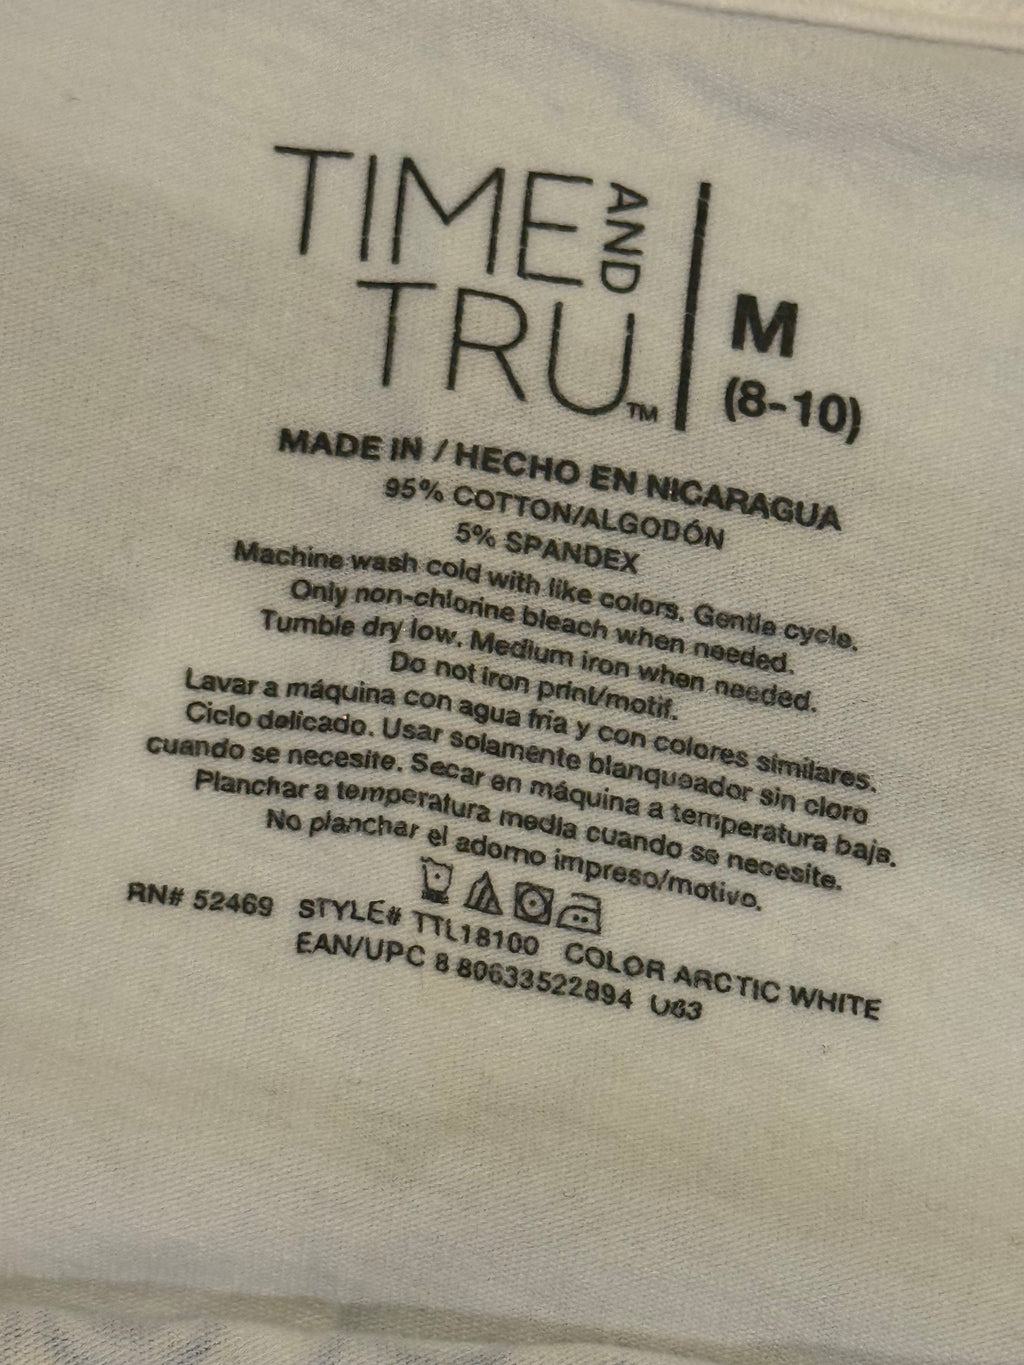 TIME AND
TRU™
M
(8-10)
MADE IN / HECHO EN NICARAGUA
95% COTTON/ALGODÓN
5% SPANDEX
Machine wash cold with like colors. Gentle cycle.
Only non-chlorine bleach when needed.
Tumble dry low. Medium iron when needed.
Do not iron print/motif.
Lavar a máquina con agua fría y con colores similares.
Ciclo delicado. Usar solamente blanqueador sin cloro
cuando se necesite. Secar en máquina a temperatura baja.
Planchar a temperatura media cuando se necesite.
No planchar el adorno impreso/motivo.
RN# 52469 STYLE# TTL18100 COLOR ARCTIC WHITE
EAN/UPC 8 80633522894